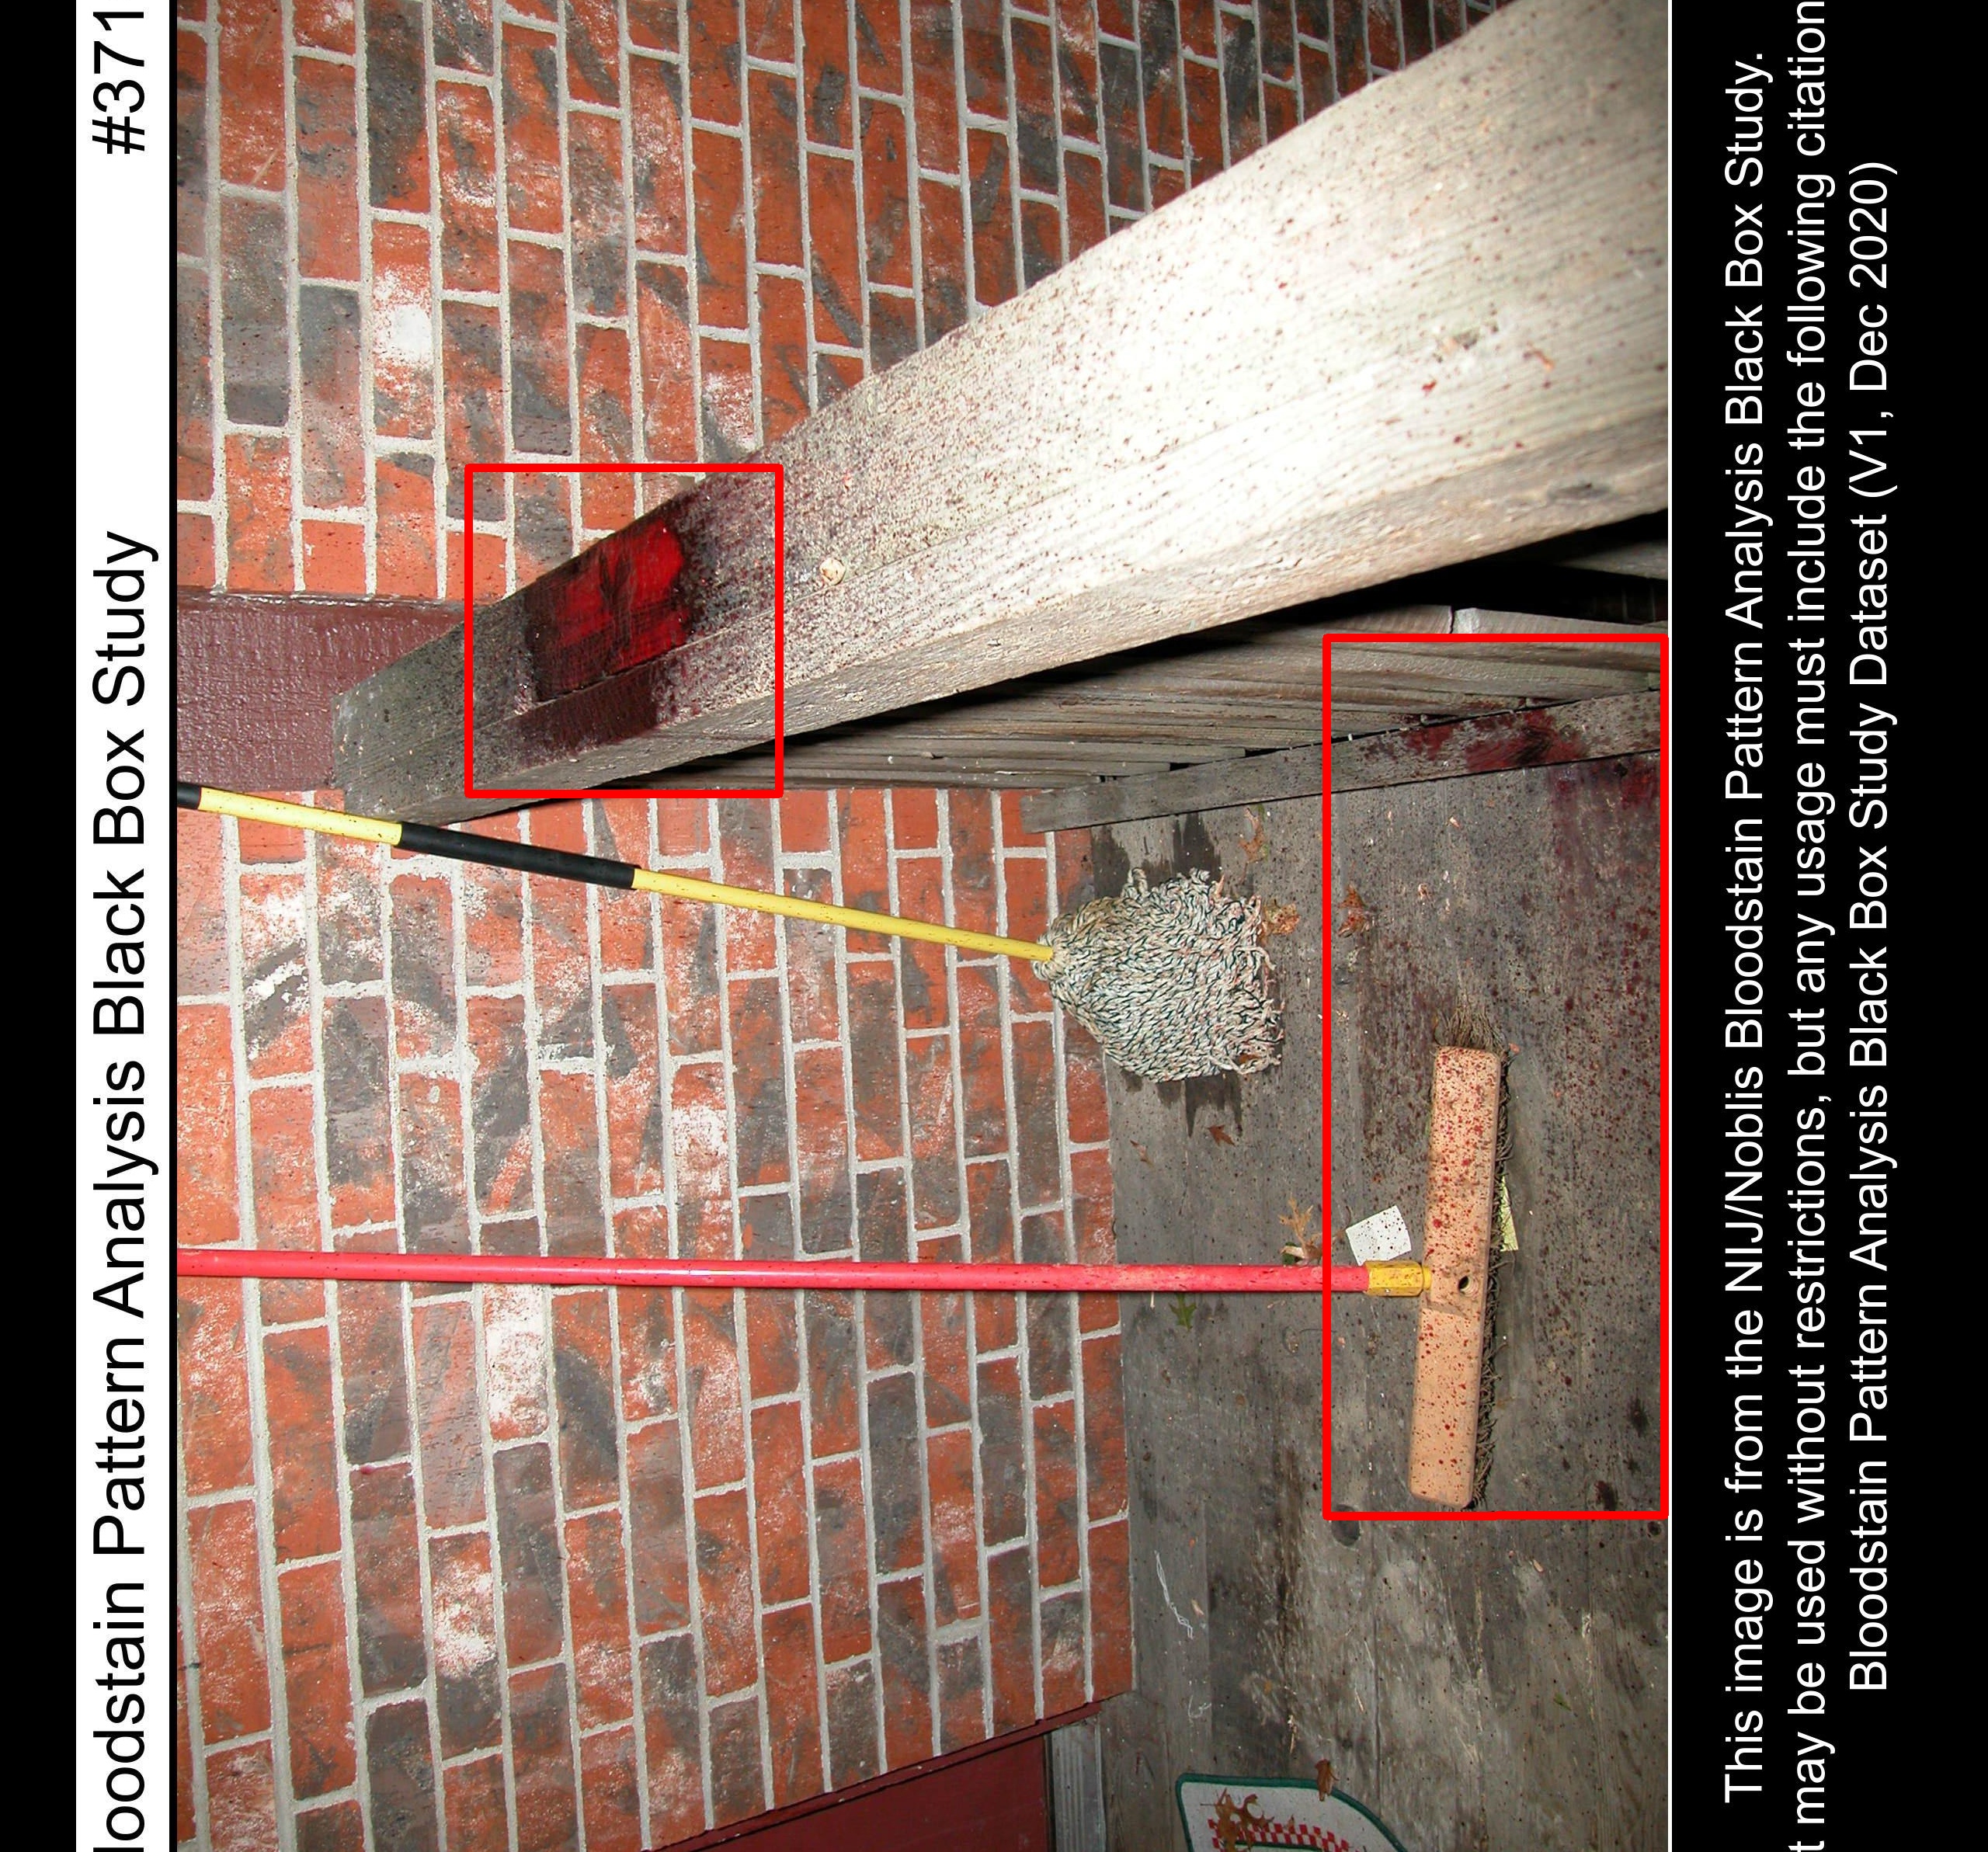 loodstain Pattern Analysis Black Box Study #371
This image is from the NIJ/Noblis Bloodstain Pattern Analysis Black Box Study.
t may be used without restrictions, but any usage must include the following citation
Bloodstain Pattern Analysis Black Box Study Dataset (V1, Dec 2020)